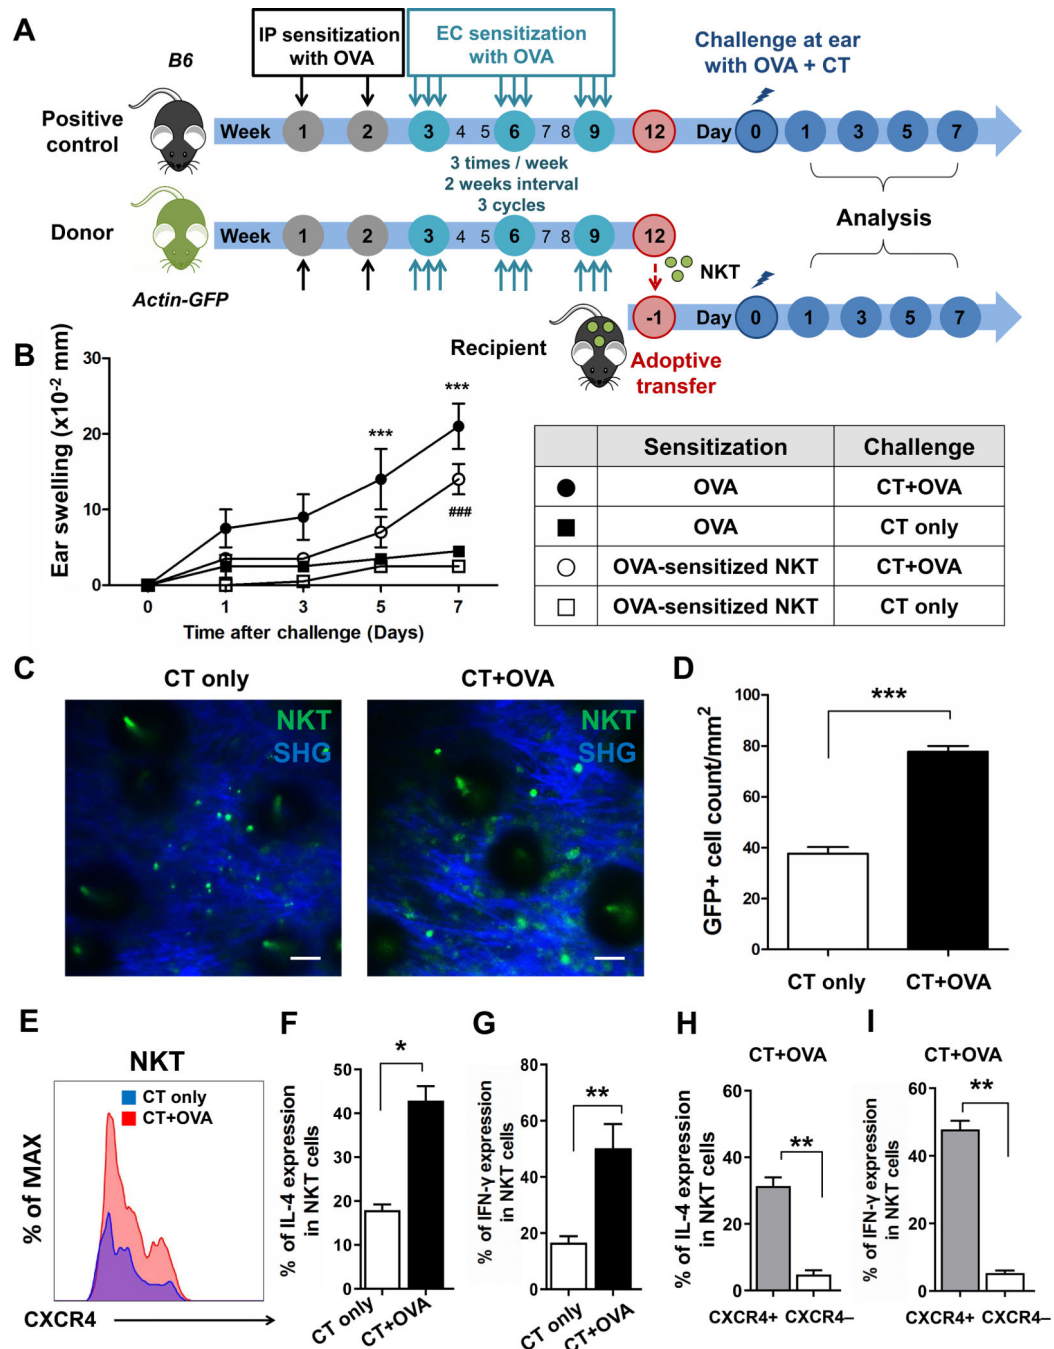 A
IP sensitization
with OVA
EC sensitization
with OVA
Challenge at ear
with OVA + CT
B6
Positive
control
Week 1 2 3 4 5 6 7 8 9 12 Day 0 1 3 5 7
3 times / week
2 weeks interval
3 cycles
Analysis
Donor
Week 1 2 3 4 5 6 7 8 9 12
NKT
Actin-GFP
-1 Day 0 1 3 5 7
Recipient
Adoptive
transfer
B
Ear swelling (x10-2 mm)
30
20
10
0
*** ***
###
0 1 3 5 7
Time after challenge (Days)
Sensitization Challenge
OVA CT+OVA
OVA CT only
OVA-sensitized NKT CT+OVA
OVA-sensitized NKT CT only
C
CT only
NKT
SHG
CT+OVA
NKT
SHG
D
GFP+ cell count/mm2
100
80
60
40
20
0
***
CT only CT+OVA
E
NKT
CT only
CT+OVA
% of MAX
CXCR4
F
% of IL-4 expression
in NKT cells
50
40
30
20
10
0
*
CT only CT+OVA
G
% of IFN-γ expression
in NKT cells
80
60
40
20
0
**
CT only CT+OVA
H
CT+OVA
% of IL-4 expression
in NKT cells
60
40
20
0
**
CXCR4+ CXCR4–
I
CT+OVA
% of IFN-γ expression
in NKT cells
60
40
20
0
**
CXCR4+ CXCR4–